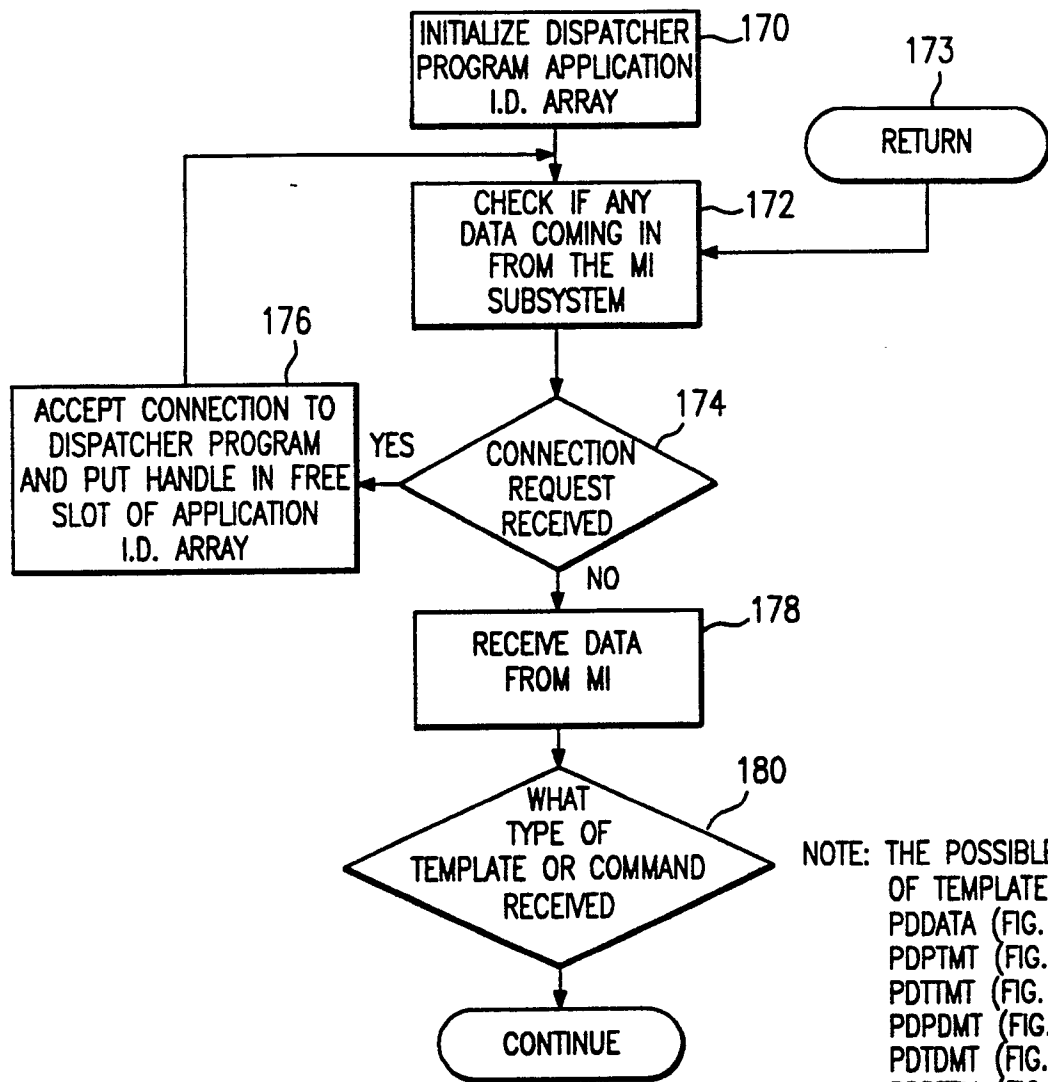 INITIALIZE DISPATCHER
PROGRAM APPLICATION
I.D. ARRAY
170
173
RETURN
CHECK IF ANY
DATA COMING IN
FROM THE MI
SUBSYSTEM
172
176
ACCEPT CONNECTION TO
DISPATCHER PROGRAM
AND PUT HANDLE IN FREE
SLOT OF APPLICATION
I.D. ARRAY
YES
174
CONNECTION
REQUEST
RECEIVED
NO
178
RECEIVE DATA
FROM MI
180
WHAT
TYPE OF
TEMPLATE OR COMMAND
RECEIVED
NOTE: THE POSSIBLE
OF TEMPLATE
PDDATA (FIG.
PDPTMT (FIG.
PDTTMT (FIG.
PDPDMT (FIG.
PDTDMT (FIG.
CONTINUE